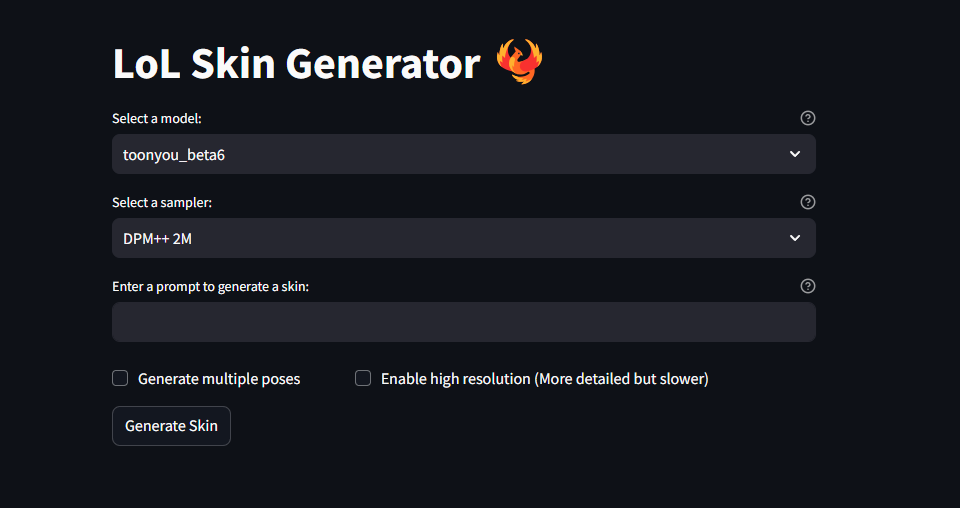 LoL Skin Generator
Select a model:
toonyou_beta6
Select a sampler:
DPM++ 2M
Enter a prompt to generate a skin:
Generate multiple poses
Enable high resolution (More detailed but slower)
Generate Skin